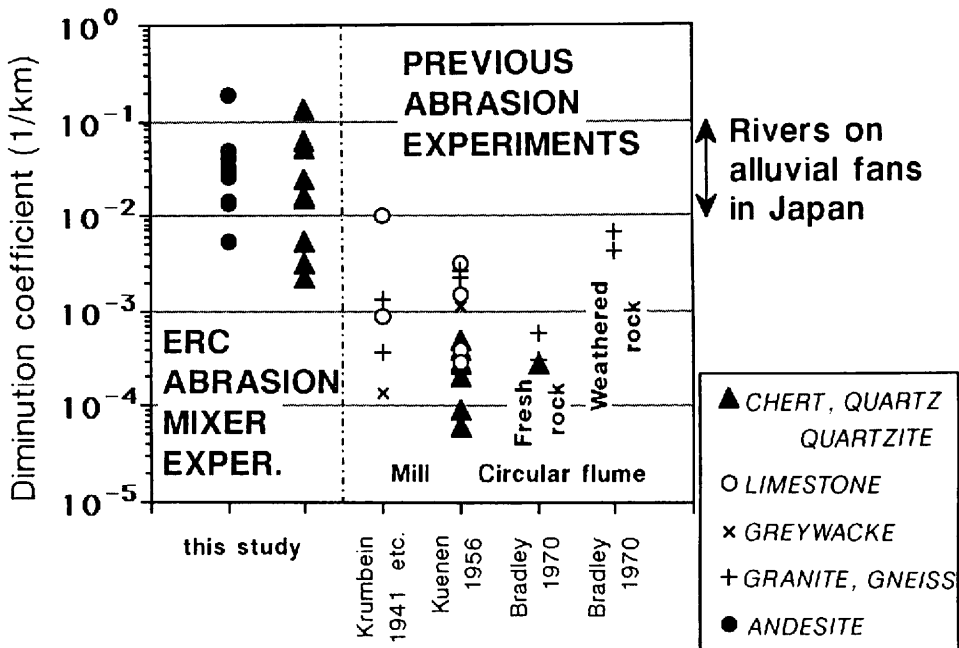 Diminution coefficient (1/km)
10^0
10^-1
10^-2
10^-3
10^-4
10^-5
PREVIOUS
ABRASION
EXPERIMENTS
ERC
ABRASION
MIXER
EXPER.
Mill
Circular flume
Fresh
rock
Weathered
rock
Rivers on
alluvial fans
in Japan
this study
Krumbein
1941 etc.
Kuenen
1956
Bradley
1970
Bradley
1970
CHERT, QUARTZ
QUARTZITE
LIMESTONE
GREYWACKE
GRANITE, GNEISS
ANDESITE